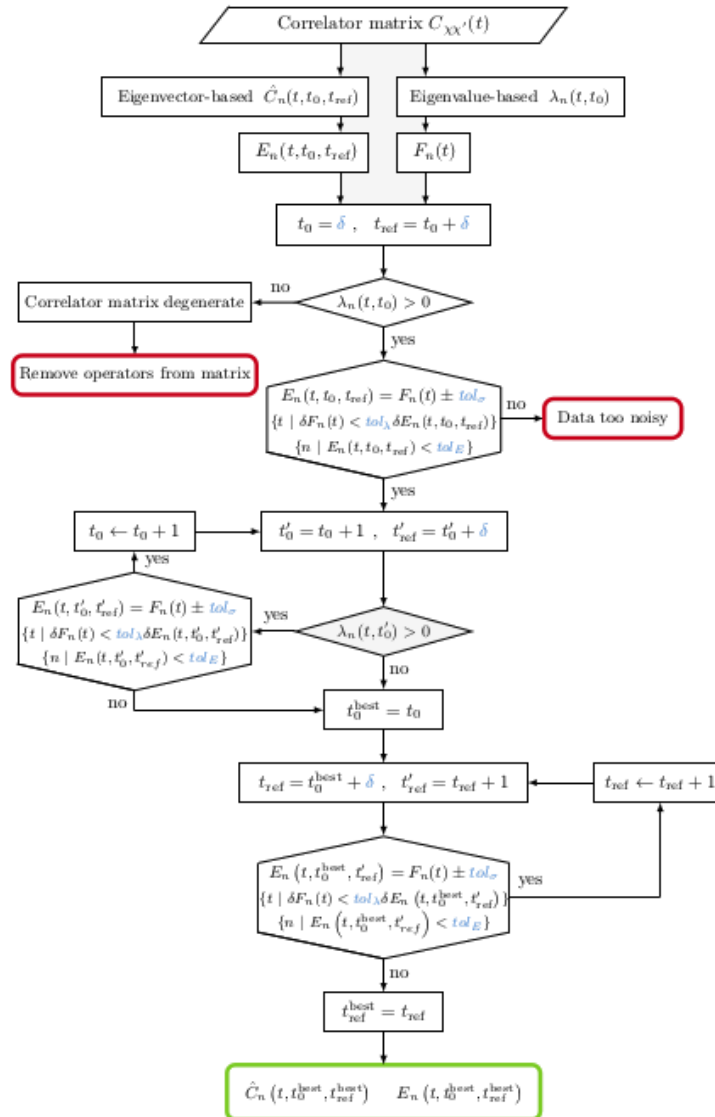 Correlator matrix C_{χχ′}(t)
Eigenvector-based Ĉ_n(t, t_0, t_ref)
Eigenvalue-based λ_n(t, t_0)
E_n(t, t_0, t_ref)
F_n(t)
t_0 = δ , t_ref = t_0 + δ
no
Correlator matrix degenerate
λ_n(t, t_0) > 0
yes
Remove operators from matrix
E_n(t, t_0, t_ref) = F_n(t) ± tol_σ
{t | δF_n(t) < tol_λ δE_n(t, t_0, t_ref)}
{n | E_n(t, t_0, t_ref) < tol_E}
no
Data too noisy
yes
t_0 ← t_0 + 1
t′_0 = t_0 + 1 , t′_ref = t′_0 + δ
yes
E_n(t, t′_0, t′_ref) = F_n(t) ± tol_σ
{t | δF_n(t) < tol_λ δE_n(t, t′_0, t′_ref)}
{n | E_n(t, t′_0, t′_ref) < tol_E}
yes
λ_n(t, t′_0) > 0
no
no
t_0^best = t_0
t_ref = t_0^best + δ , t′_ref = t_ref + 1
t_ref ← t_ref + 1
E_n (t, t_0^best, t′_ref) = F_n(t) ± tol_σ
{t | δF_n(t) < tol_λ δE_n (t, t_0^best, t′_ref)}
{n | E_n (t, t_0^best, t′_ref) < tol_E}
yes
no
t_ref^best = t_ref
Ĉ_n (t, t_0^best, t_ref^best) E_n (t, t_0^best, t_ref^best)